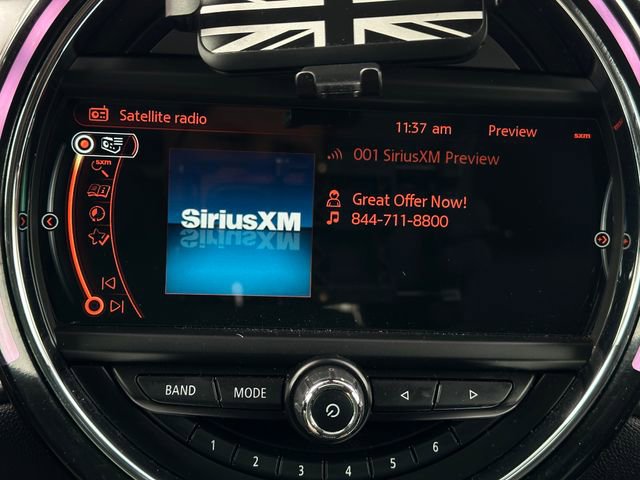 Satellite radio
11:37 am
Preview
sxm
sxm
001 SiriusXM Preview
SiriusXM
Great Offer Now!
844-711-8800
BAND
MODE
1
2
3
4
5
6